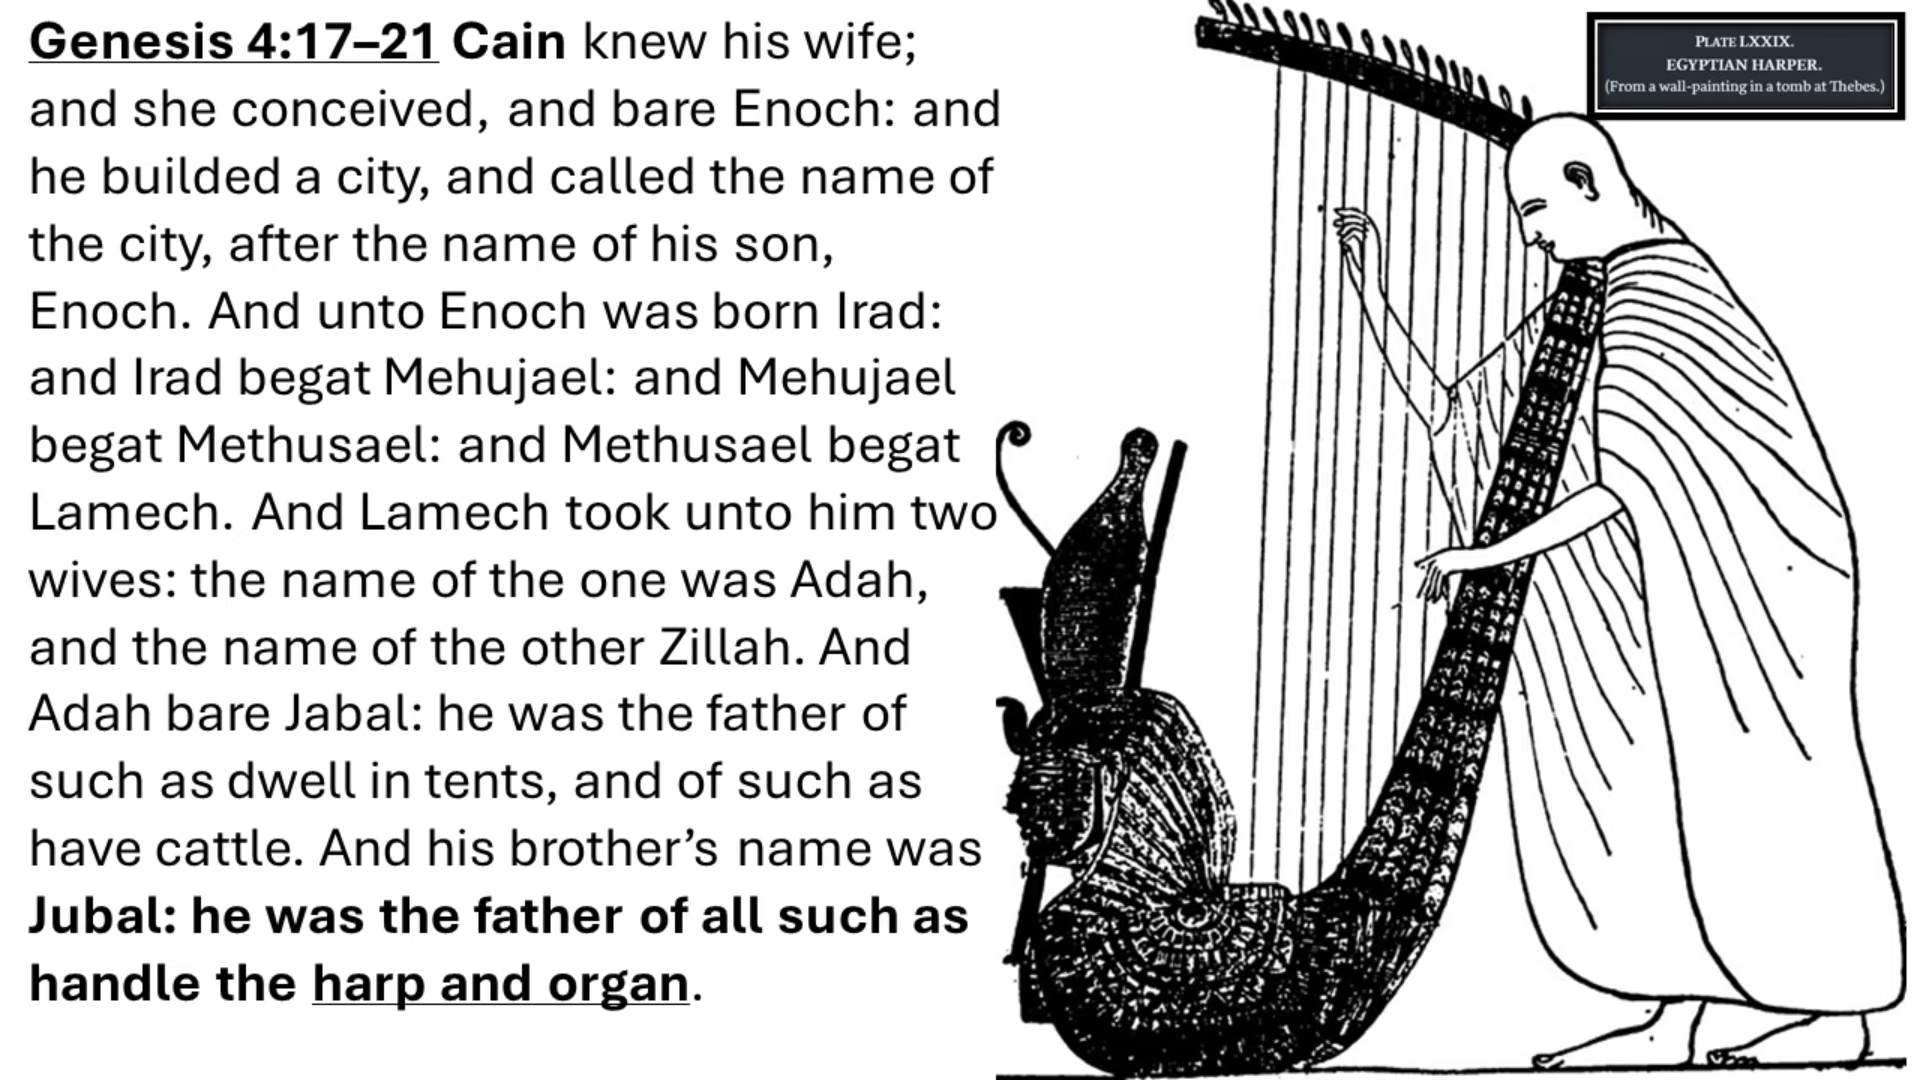 Genesis 4:17–21 Cain knew his wife;
and she conceived, and bare Enoch: and
he builded a city, and called the name of
the city, after the name of his son,
Enoch. And unto Enoch was born Irad:
and Irad begat Mehujael: and Mehujael
begat Methusael: and Methusael begat
Lamech. And Lamech took unto him two
wives: the name of the one was Adah,
and the name of the other Zillah. And
Adah bare Jabal: he was the father of
such as dwell in tents, and of such as
have cattle. And his brother’s name was
Jubal: he was the father of all such as
handle the harp and organ.
PLATE LXXIX.
EGYPTIAN HARPER.
(From a wall-painting in a tomb at Thebes.)